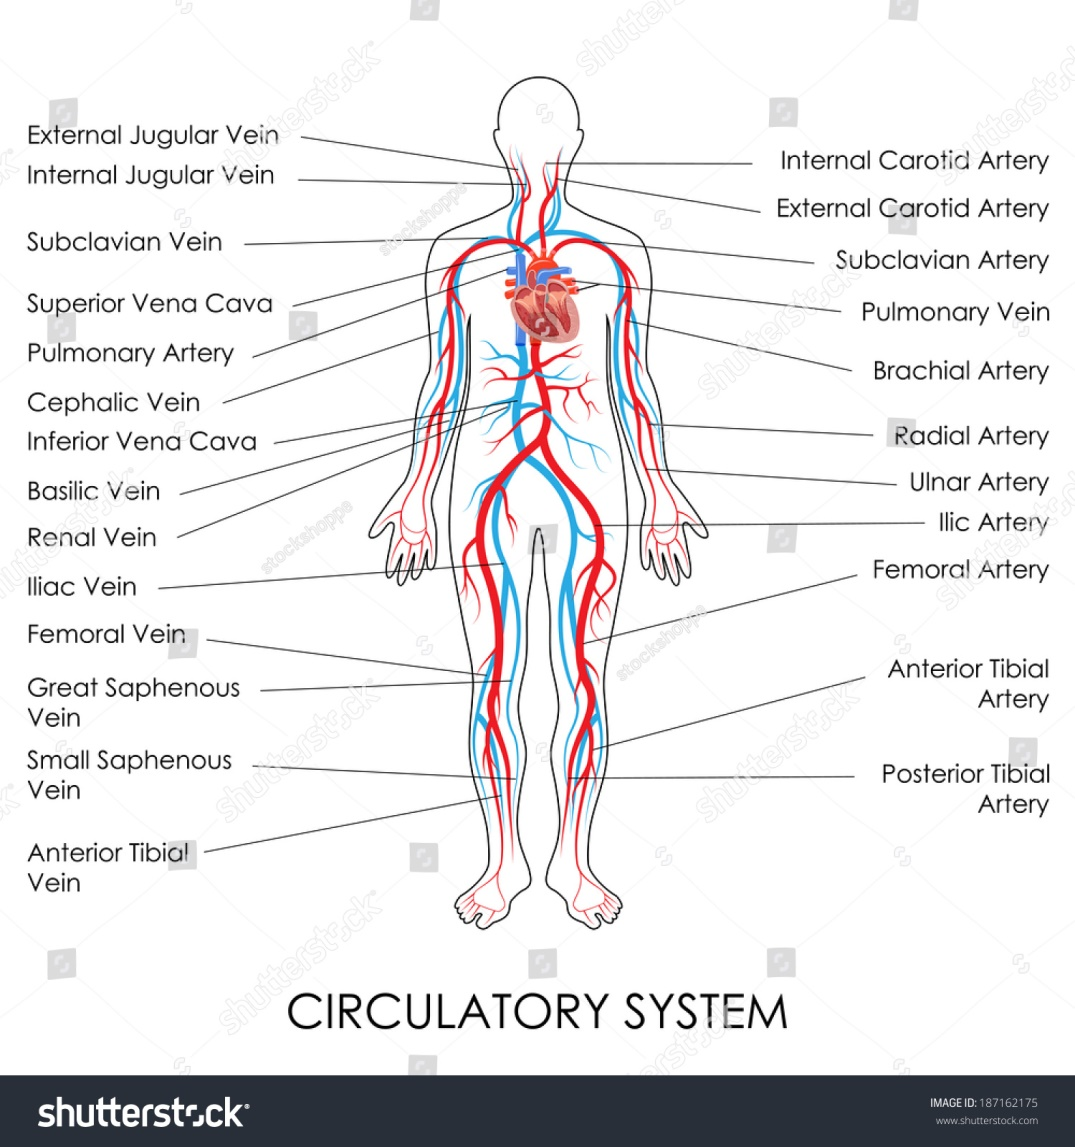 External Jugular Vein
Internal Jugular Vein
Subclavian Vein
Superior Vena Cava
Pulmonary Artery
Cephalic Vein
Inferior Vena Cava
Basilic Vein
Renal Vein
Iliac Vein
Femoral Vein
Great Saphenous
Vein
Small Saphenous
Vein
Anterior Tibial
Vein
Internal Carotid Artery
External Carotid Artery
Subclavian Artery
Pulmonary Vein
Brachial Artery
Radial Artery
Ulnar Artery
Ilic Artery
Femoral Artery
Anterior Tibial
Artery
Posterior Tibial
Artery
stockshoppe
stockshoppe
stockshoppe
CIRCULATORY SYSTEM
shutterstock
IMAGE ID: 187162175
www.shutterstock.com